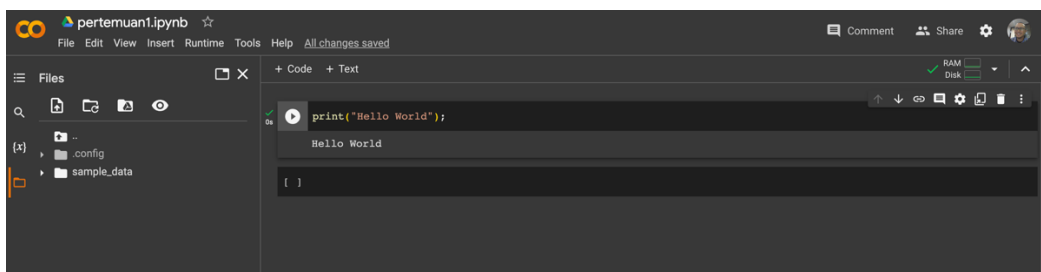 pertemuan1.ipynb
File Edit View Insert Runtime Tools Help All changes saved
Comment Share
Files
+ Code + Text
RAM
Disk
..
.config
sample_data
{x}
0s
print("Hello World");
Hello World
[ ]